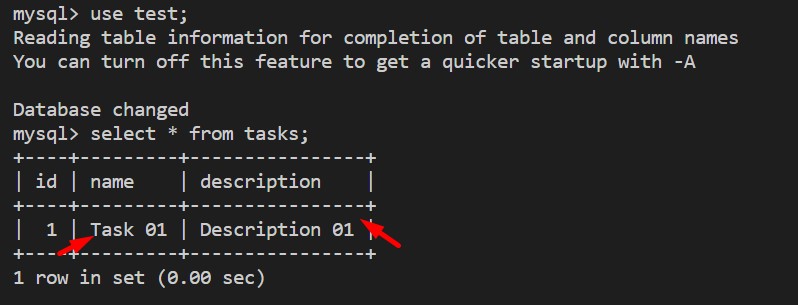 mysql> use test;
Reading table information for completion of table and column names
You can turn off this feature to get a quicker startup with -A
Database changed
mysql> select * from tasks;
+----+---------+----------------+
| id | name    | description    |
+----+---------+----------------+
|  1 | Task 01 | Description 01 |
+----+---------+----------------+
1 row in set (0.00 sec)